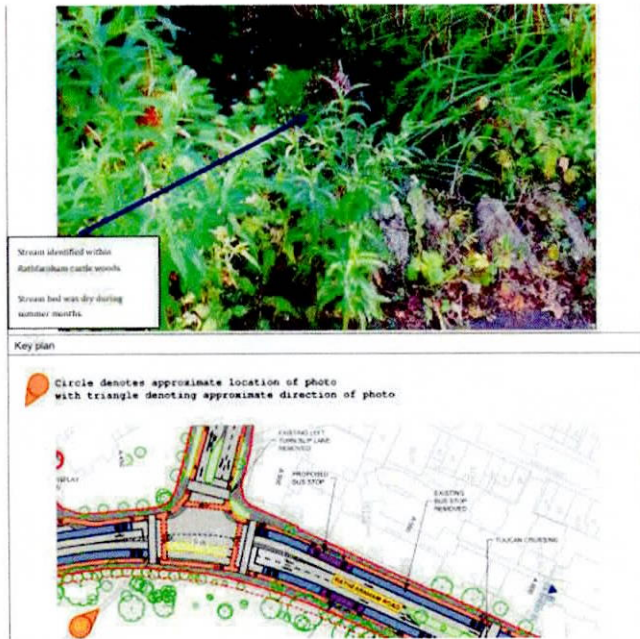 Stream identified within
Rathfarnham castle woods.
Stream bed was dry during
summer months.
Key plan
Circle denotes approximate location of photo
with triangle denoting approximate direction of photo
EXISTING LEFT
TURN SLIP LANE
REMOVED
PROPOSED
BUS STOP
EXISTING
BUS STOP
REMOVED
TOUCAN CROSSING
RATHFARNHAM ROAD